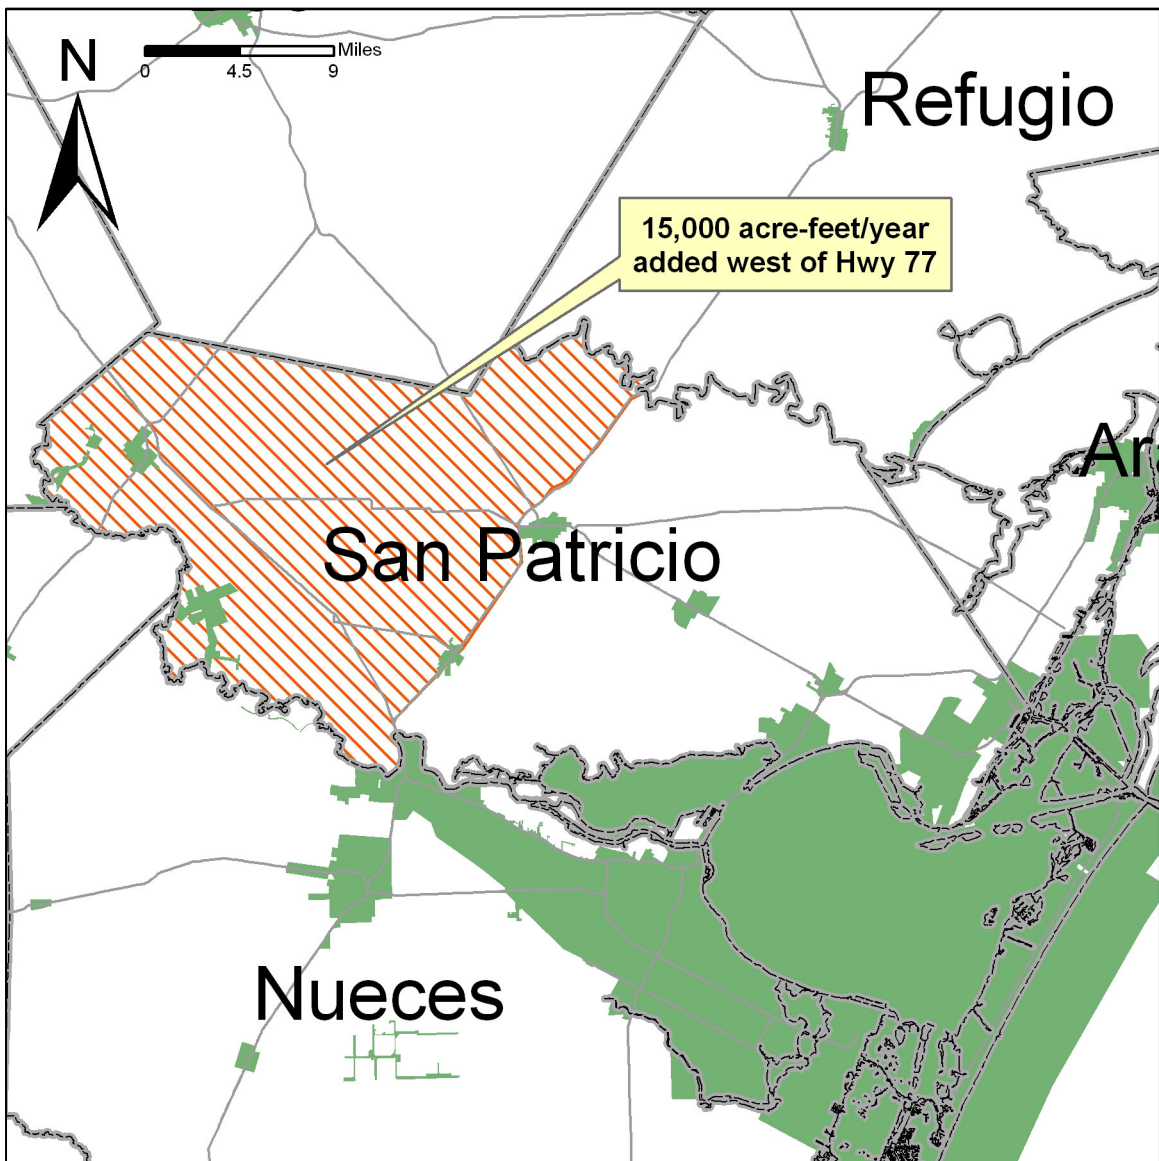 N
Miles
0 4.5 9
Refugio
15,000 acre-feet/year
added west of Hwy 77
Ara
San Patricio
Nueces